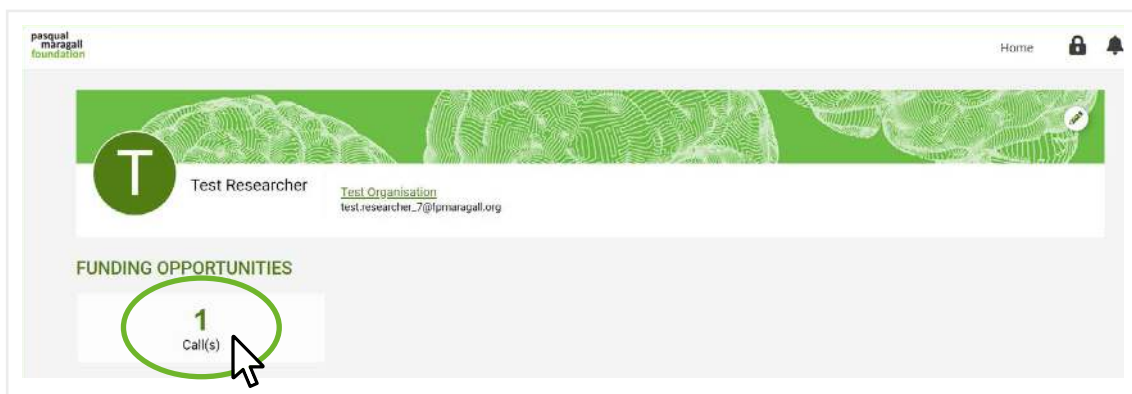 pasqual
maragall
foundation
Home
T
Test Researcher
Test Organisation
test.researcher_7@fpmaragall.org
FUNDING OPPORTUNITIES
1
Call(s)